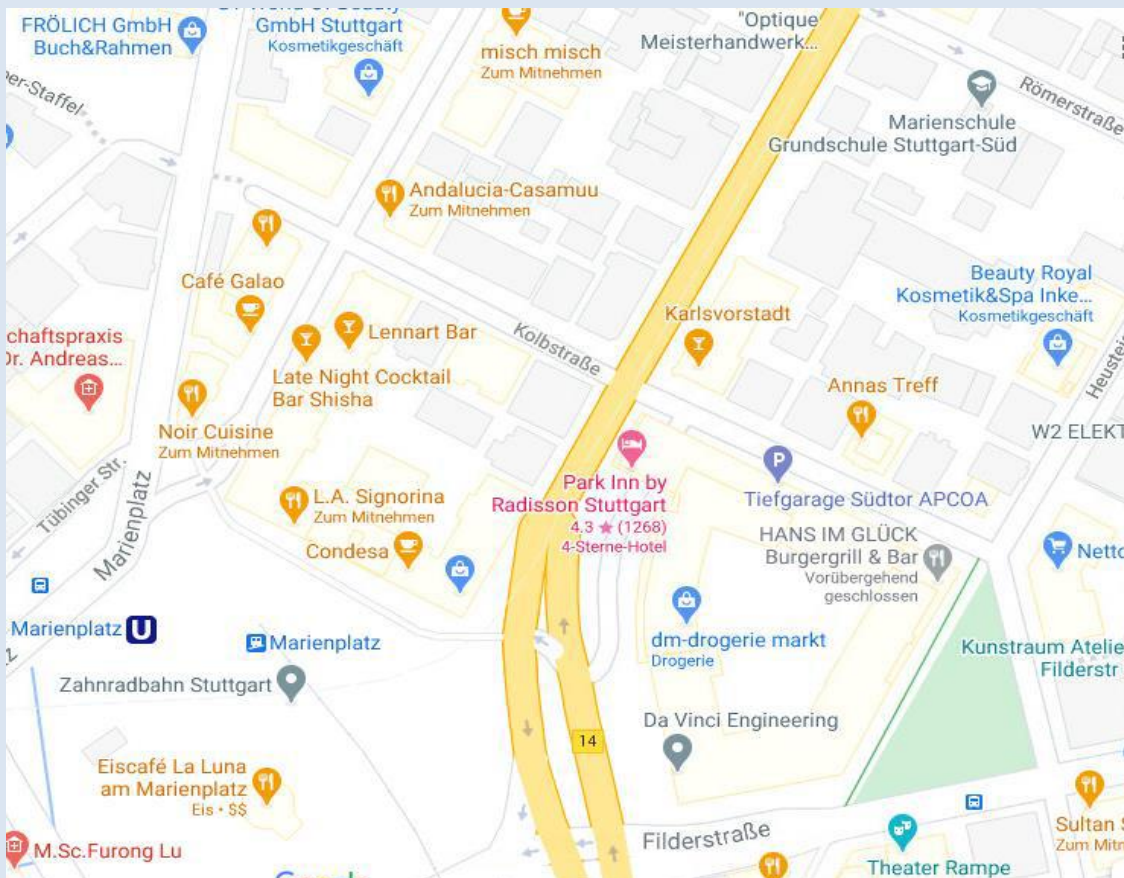 FRÖLICH GmbH
Buch&Rahmen
GmbH Stuttgart
Kosmetikgeschäft
misch misch
Zum Mitnehmen
"Optique
Meisterhandwerk...
Römerstraße
Marienschule
Grundschule Stuttgart-Süd
Andalucia-Casamuu
Zum Mitnehmen
Café Galao
Lennart Bar
Kolbstraße
Karlsvorstadt
Beauty Royal
Kosmetik&Spa Inke...
Kosmetikgeschäft
Late Night Cocktail
Bar Shisha
Annas Treff
Noir Cuisine
Zum Mitnehmen
W2 ELEKT
Tübinger Str.
Marienplatz
L.A. Signorina
Zum Mitnehmen
Condesa
Park Inn by
Radisson Stuttgart
4.3 ★ (1268)
4-Sterne-Hotel
P
Tiefgarage Südtor APCOA
HANS IM GLÜCK
Burgergrill & Bar
Vorübergehend
geschlossen
Netto
Marienplatz U
Marienplatz
dm-drogerie markt
Drogerie
Kunstraum Atelie
Filderstr
Zahnradbahn Stuttgart
Da Vinci Engineering
14
Eiscafé La Luna
am Marienplatz
Eis • $$
Filderstraße
Sultan
Zum Mitn
M.Sc.Furong Lu
Theater Rampe